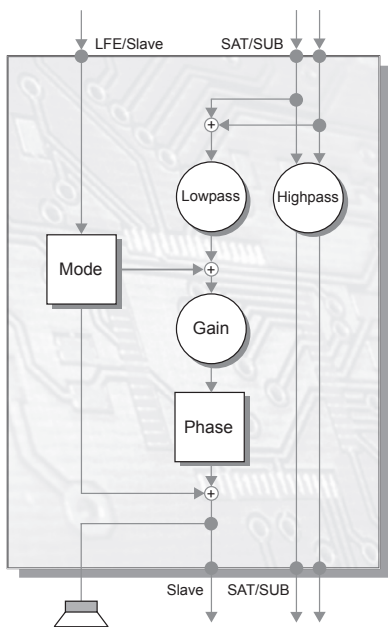 LFE/Slave SAT/SUB
+
Lowpass Highpass
Mode
+
Gain
Phase
+
Slave SAT/SUB